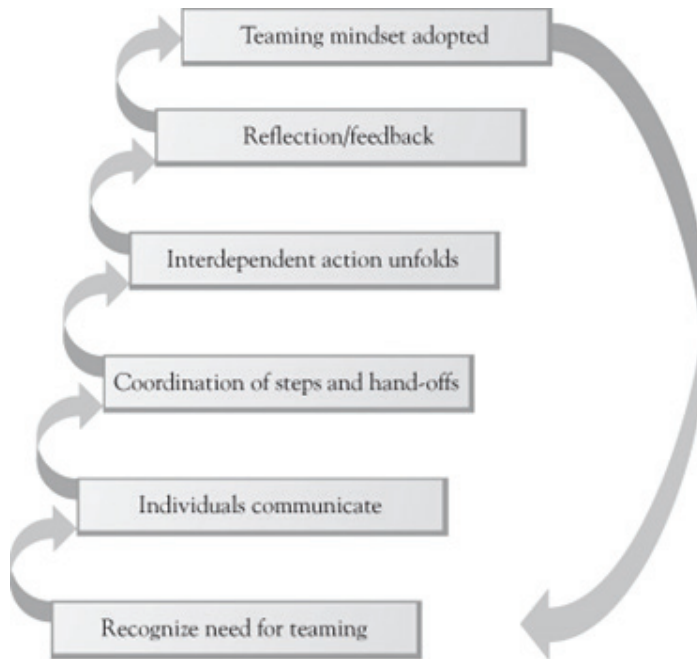 Teaming mindset adopted
Reflection/feedback
Interdependent action unfolds
Coordination of steps and hand-offs
Individuals communicate
Recognize need for teaming